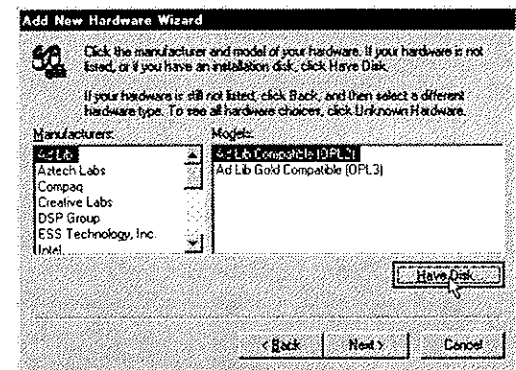 Add New Hardware Wizard
Click the manufacturer and model of your hardware. If your hardware is not
listed, or if you have an installation disk, click Have Disk.
If your hardware is still not listed, click Back, and then select a different
hardware type. To see all hardware choices, click Unknown Hardware.
Manufacturers: Models:
Ad Lib
Aztech Labs
Compaq
Creative Labs
DSP Group
ESS Technology, Inc.
Intel
Ad Lib Compatible (OPL2)
Ad Lib Gold Compatible (OPL3)
Have Disk...
< Back Next > Cancel